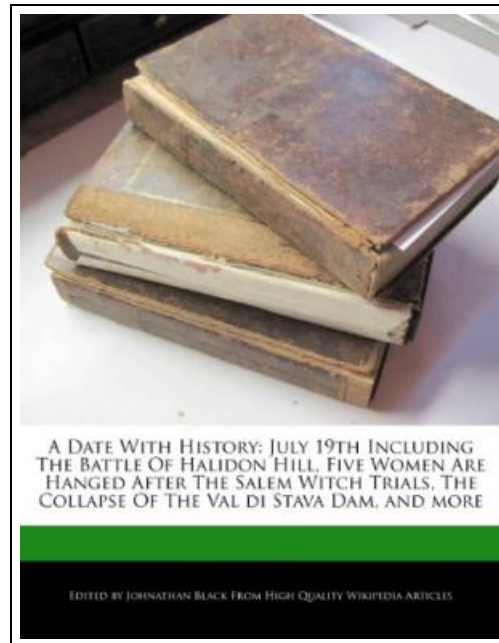 A Date With History: July 19th Including
The Battle Of Halidon Hill, Five Women Are
Hanged After The Salem Witch Trials, The
Collapse Of The Val di Stava Dam, and more
Edited by Johnathan Black From High Quality Wikipedia Articles